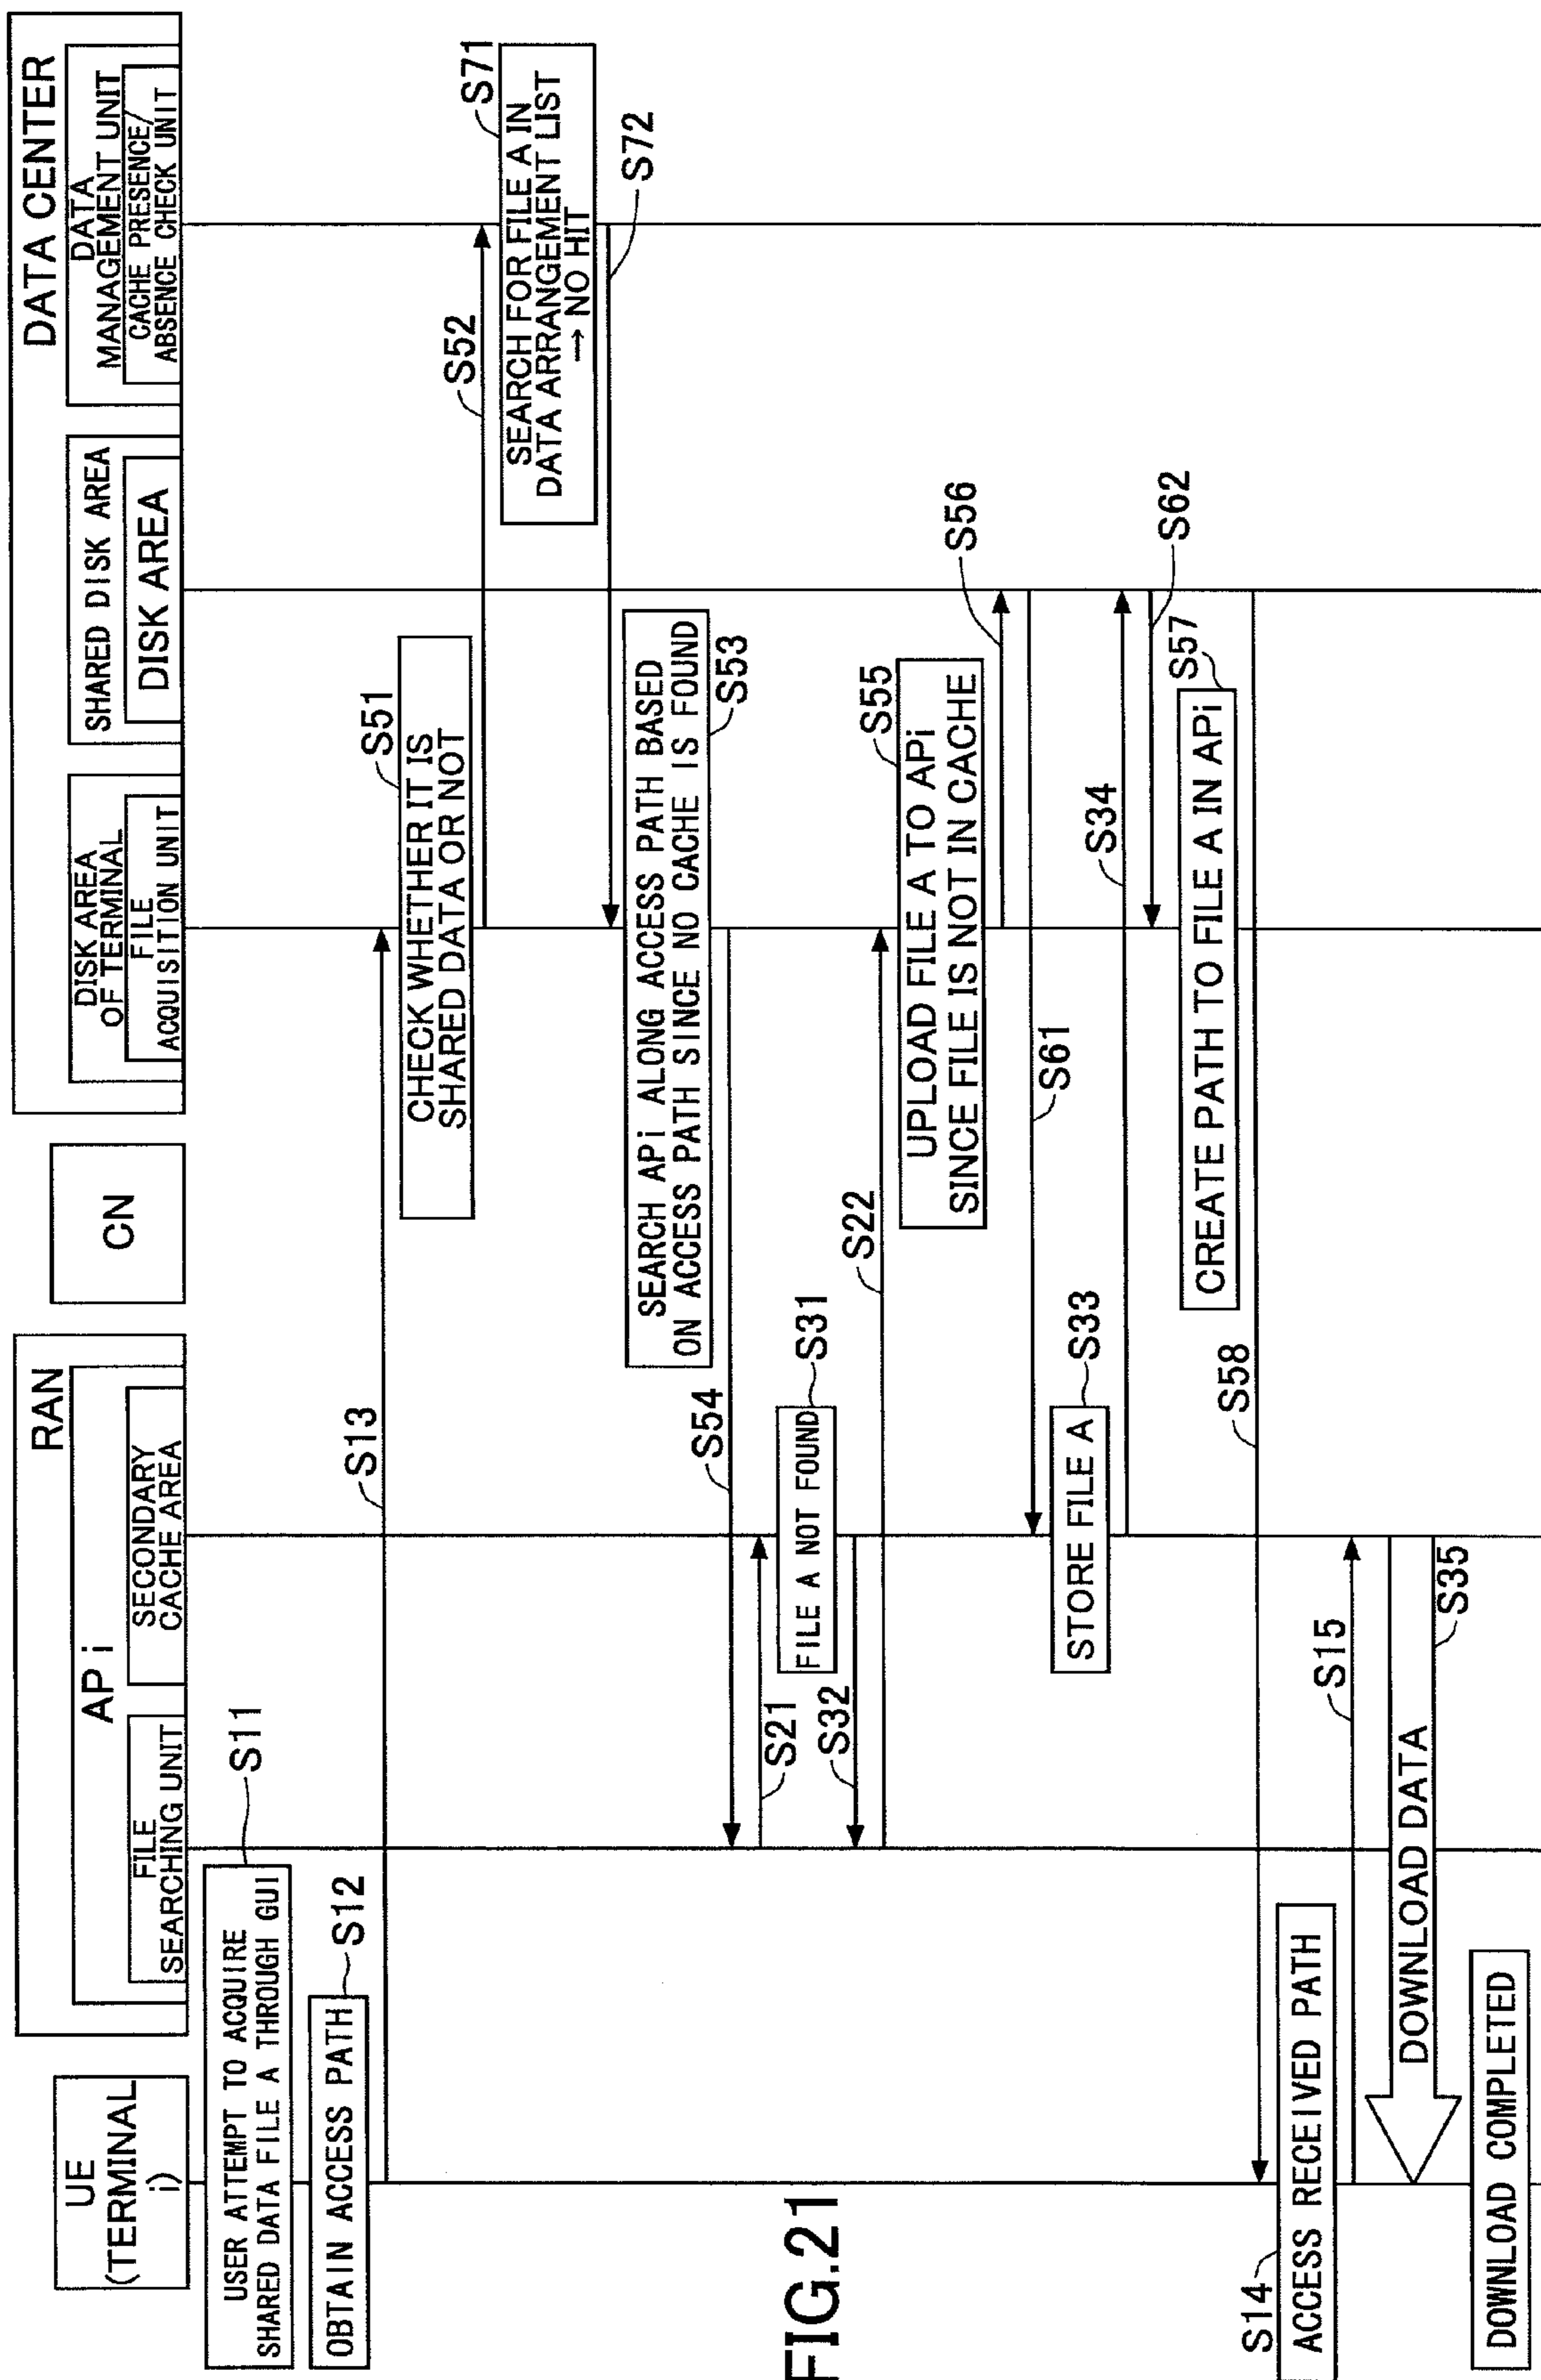 FIG.21
UE
(TERMINAL
i)
RAN
AP i
FILE
SEARCHING UNIT
SECONDARY
CACHE AREA
CN
DATA CENTER
DISK AREA
OF TERMINAL
FILE
ACQUISITION UNIT
SHARED DISK AREA
DISK AREA
DATA
MANAGEMENT UNIT
CACHE PRESENCE/
ABSENCE CHECK UNIT
S11
USER ATTEMPT TO ACQUIRE
SHARED DATA FILE A THROUGH GUI
S12
OBTAIN ACCESS PATH
S13
S51
CHECK WHETHER IT IS
SHARED DATA OR NOT
S52
S71
SEARCH FOR FILE A IN
DATA ARRANGEMENT LIST
→ NO HIT
S72
SEARCH APi ALONG ACCESS PATH BASED
ON ACCESS PATH SINCE NO CACHE IS FOUND
S53
S54
S21
FILE A NOT FOUND
S31
S32
S22
S55
UPLOAD FILE A TO APi
SINCE FILE IS NOT IN CACHE
S56
S61
STORE FILE A
S33
S34
S62
S57
CREATE PATH TO FILE A IN APi
S58
S14
ACCESS RECEIVED PATH
S15
DOWNLOAD DATA
S35
DOWNLOAD COMPLETED